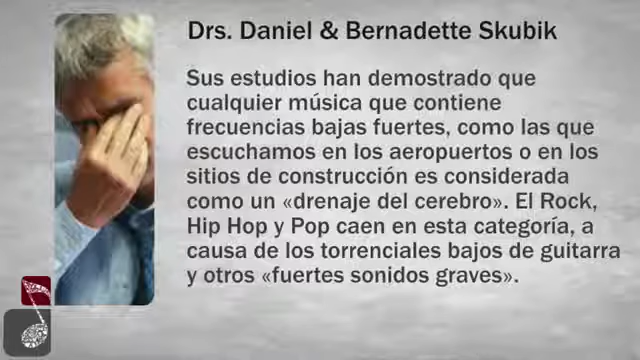 Drs. Daniel & Bernadette Skubik
Sus estudios han demostrado que
cualquier música que contiene
frecuencias bajas fuertes, como las que
escuchamos en los aeropuertos o en los
sitios de construcción es considerada
como un «drenaje del cerebro». El Rock,
Hip Hop y Pop caen en esta categoría, a
causa de los torrenciales bajos de guitarra
y otros «fuertes sonidos graves».